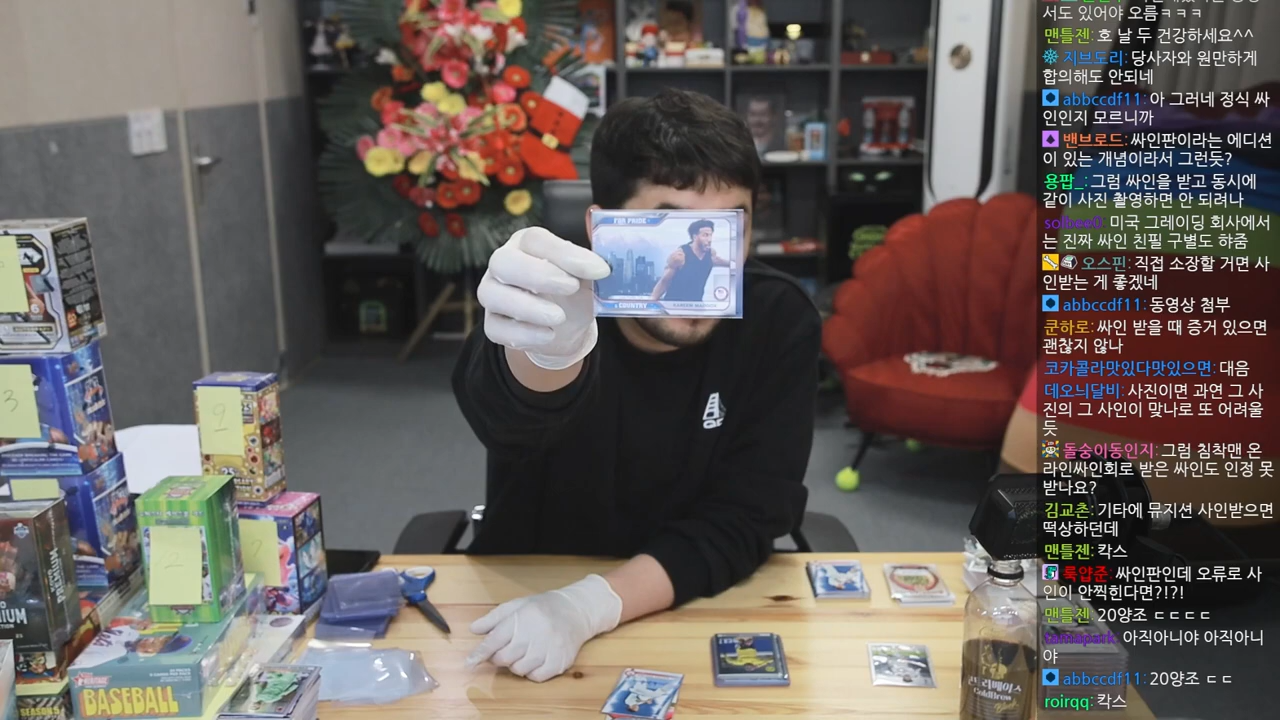 서도 있어야 오름ㅋㅋㅋ
맨틀젠: 호 날 두 건강하세요^^
지브도리: 당사자와 원만하게
합의해도 안되네
abbccdf11: 아 그러네 정식 싸
인인지 모르니까
밴브로드: 싸인판이라는 에디션
이 있는 개념이라서 그런듯?
용팝_: 그럼 싸인을 받고 동시에
같이 사진 촬영하면 안 되려나
미국 그레이딩 회사에서
는 진짜 싸인 친필 구별도 햐줌
오스핀: 직접 소장할 거면 사
인받는 게 좋겠네
abbccdf11: 동영상 첨부
쿤하로: 싸인 받을 때 증거 있으면
괜찮지 않나
코카콜라맛있다맛있으면: 대음
데오늬달비: 사진이면 과연 그 사
진의 그 사인이 맞나로 또 어려울
듯
돌숭이동인지: 그럼 침착맨 온
라인싸인회로 받은 싸인도 인정 못
받나요?
김교촌: 기타에 뮤지션 사인받으면
떡상하던데
맨틀젠: 칵스
룩얍준: 싸인판인데 오류로 사
인이 안찍힌다면?!?!
맨틀젠: 20양조 ㄷㄷㄷㄷ
아직아니야 아직아니
야
abbccdf11: 20양조 ㄷㄷ
roirqq: 칵스
FOR PRIDE
COUNTRY
3
2
2
BASEBALL
ColdBrew
Black